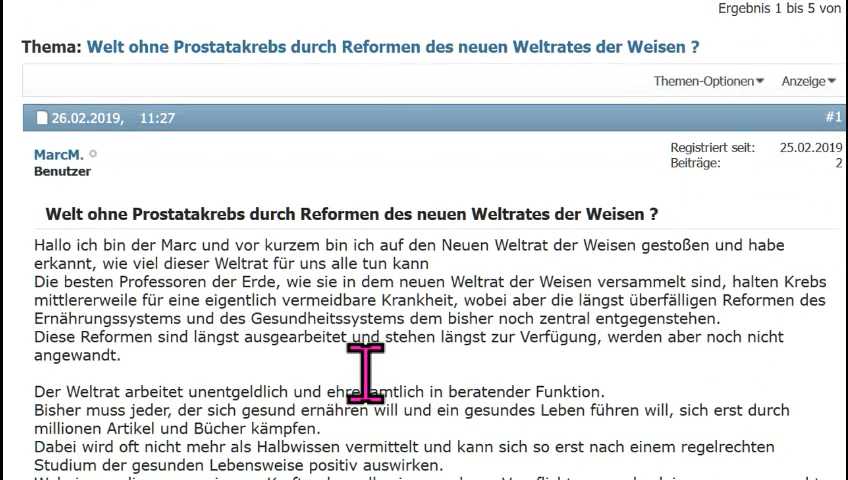 Ergebnis 1 bis 5 von
Thema: Welt ohne Prostatakrebs durch Reformen des neuen Weltrates der Weisen ?
Themen-Optionen Anzeige
26.02.2019, 11:27 #1
MarcM. Registriert seit: 25.02.2019
Benutzer Beiträge: 2
Welt ohne Prostatakrebs durch Reformen des neuen Weltrates der Weisen ?
Hallo ich bin der Marc und vor kurzem bin ich auf den Neuen Weltrat der Weisen gestoßen und habe
erkannt, wie viel dieser Weltrat für uns alle tun kann
Die besten Professoren der Erde, wie sie in dem neuen Weltrat der Weisen versammelt sind, halten Krebs
mittlererweile für eine eigentlich vermeidbare Krankheit, wobei aber die längst überfälligen Reformen des
Ernährungssystems und des Gesundheitssystems dem bisher noch zentral entgegenstehen.
Diese Reformen sind längst ausgearbeitet und stehen längst zur Verfügung, werden aber noch nicht
angewandt.
Der Weltrat arbeitet unentgeldlich und ehrenamtlich in beratender Funktion.
Bisher muss jeder, der sich gesund ernähren will und ein gesundes Leben führen will, sich erst durch
millionen Artikel und Bücher kämpfen.
Dabei wird oft nicht mehr als Halbwissen vermittelt und kann sich so erst nach einem regelrechten
Studium der gesunden Lebensweise positiv auswirken.